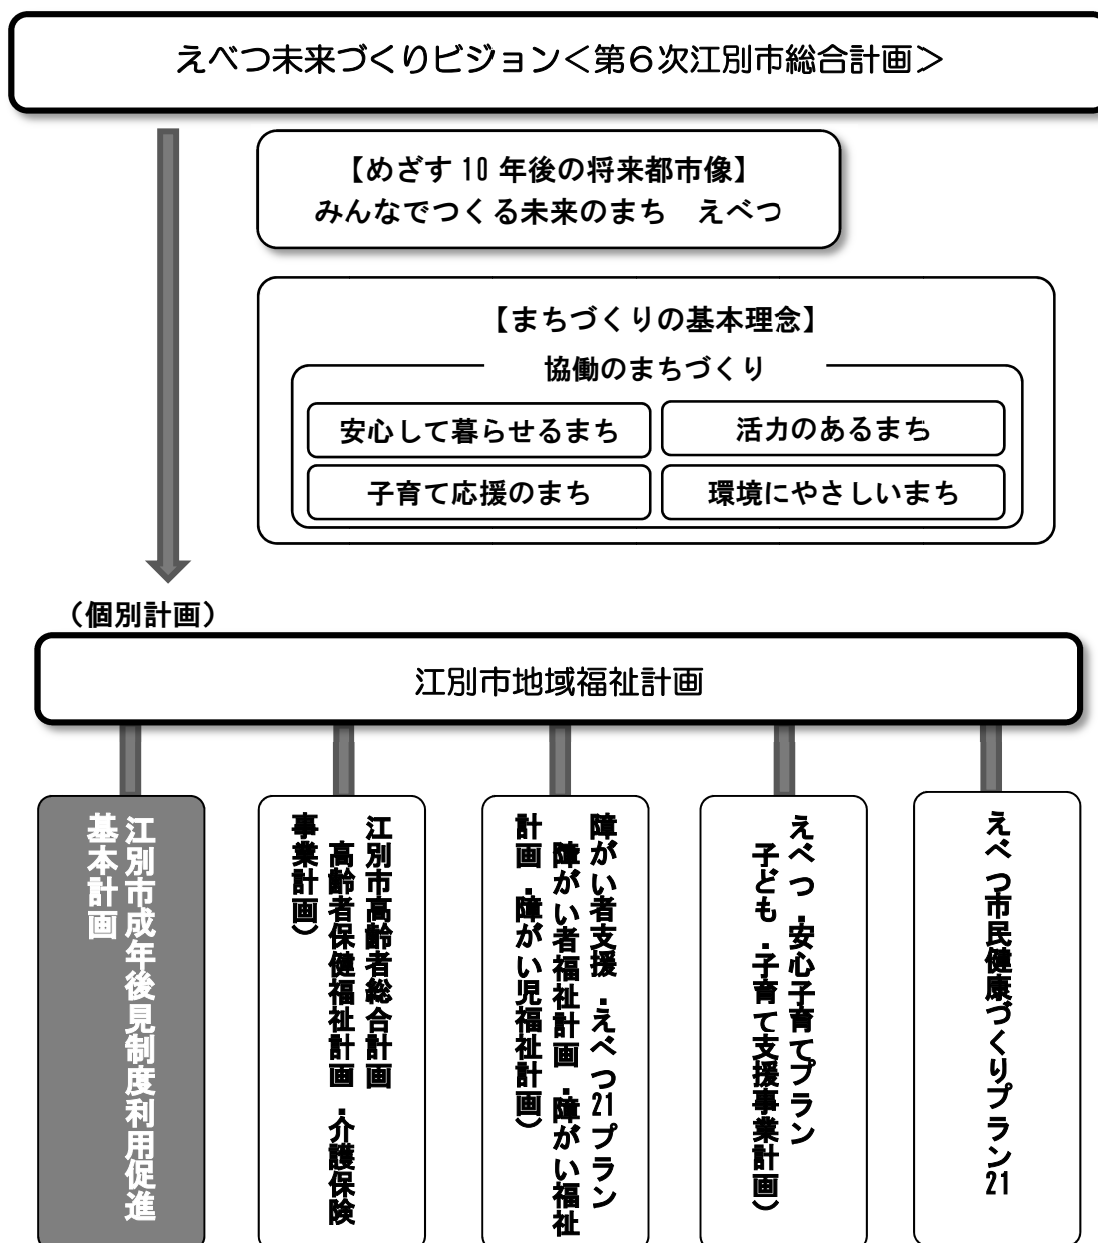 えべつ未来づくりビジョン＜第６次江別市総合計画＞
【めざす 10 年後の将来都市像】
みんなでつくる未来のまち　えべつ
【まちづくりの基本理念】
協働のまちづくり
安心して暮らせるまち
活力のあるまち
子育て応援のまち
環境にやさしいまち
（個別計画）
江別市地域福祉計画
江別市成年後見制度利用促進
基本計画
江別市高齢者総合計画
高齢者保健福祉計画・介護保険
事業計画）
障がい者支援・えべつ21プラン
障がい者福祉計画・障がい福祉
計画・障がい児福祉計画）
えべつ・安心子育てプラン
子ども・子育て支援事業計画）
えべつ市民健康づくりプラン21